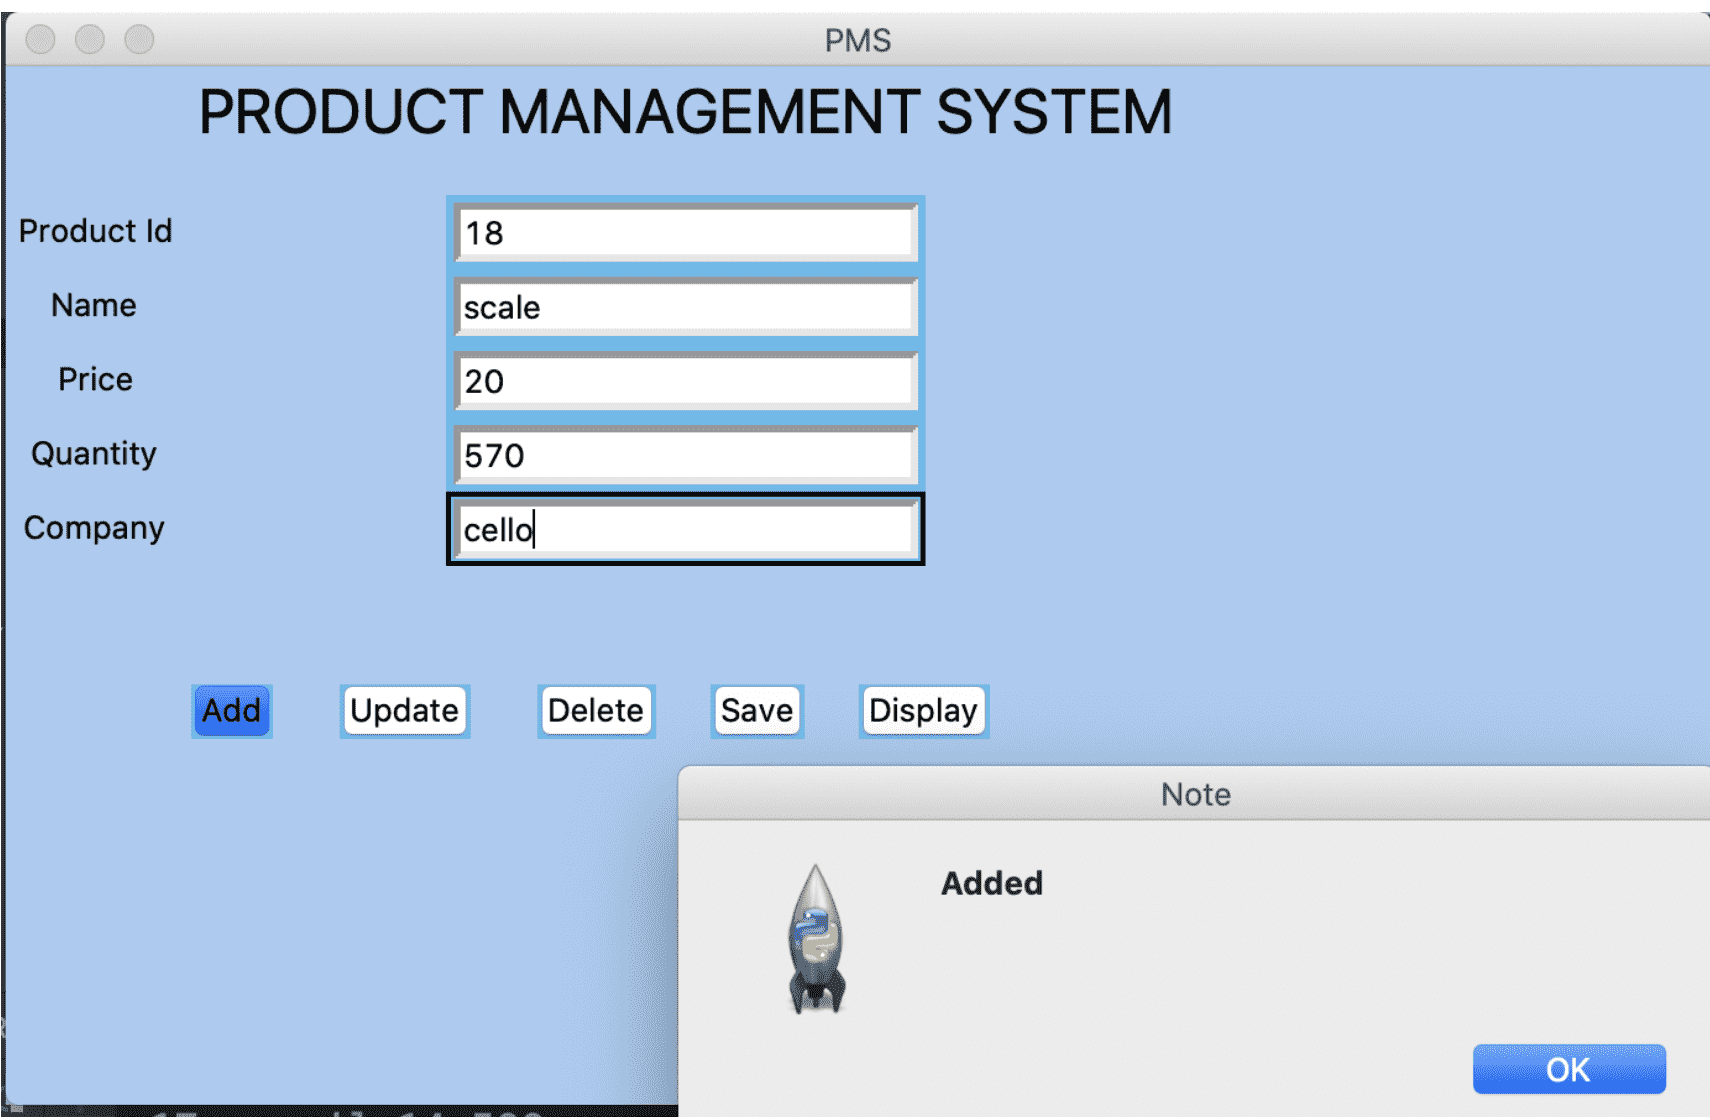 PMS
PRODUCT MANAGEMENT SYSTEM
Product Id 18
Name scale
Price 20
Quantity 570
Company cello
Add Update Delete Save Display
Note
Added
OK